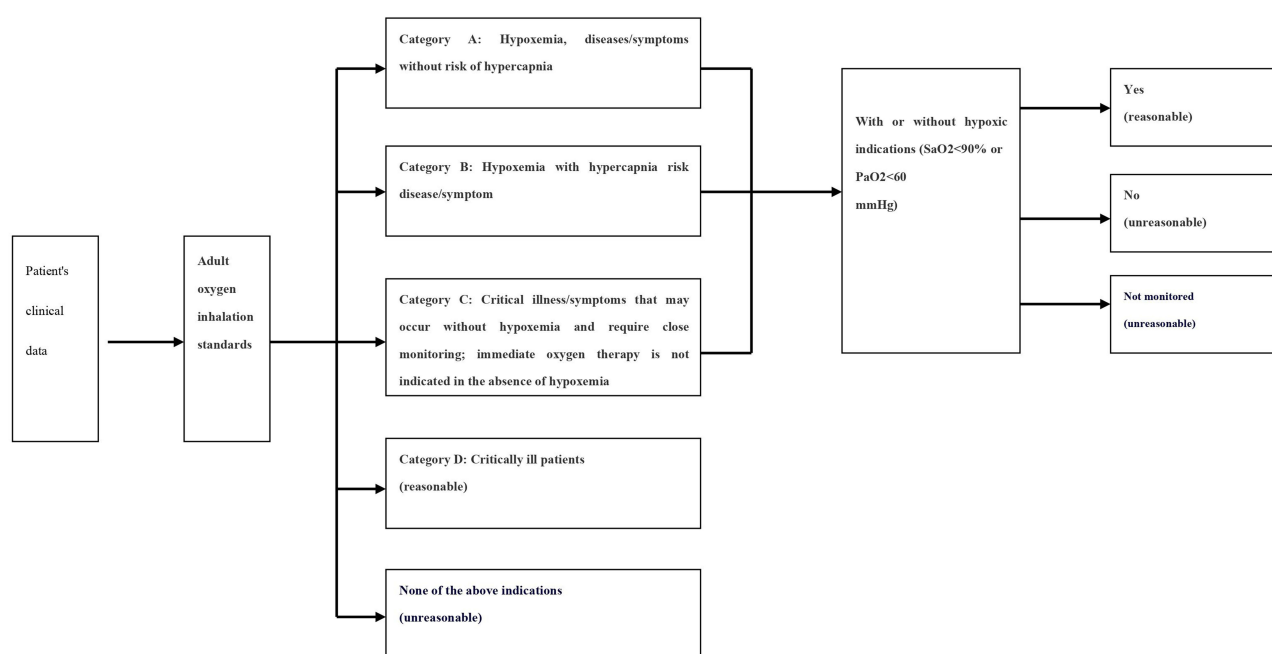 Patient's
clinical
data
Adult
oxygen
inhalation
standards
Category A: Hypoxemia, diseases/symptoms
without risk of hypercapnia
Category B: Hypoxemia with hypercapnia risk
disease/symptom
Category C: Critical illness/symptoms that may
occur without hypoxemia and require close
monitoring; immediate oxygen therapy is not
indicated in the absence of hypoxemia
Category D: Critically ill patients
(reasonable)
None of the above indications
(unreasonable)
With or without hypoxic
indications (SaO2<90% or
PaO2<60
mmHg)
Yes
(reasonable)
No
(unreasonable)
Not monitored
(unreasonable)